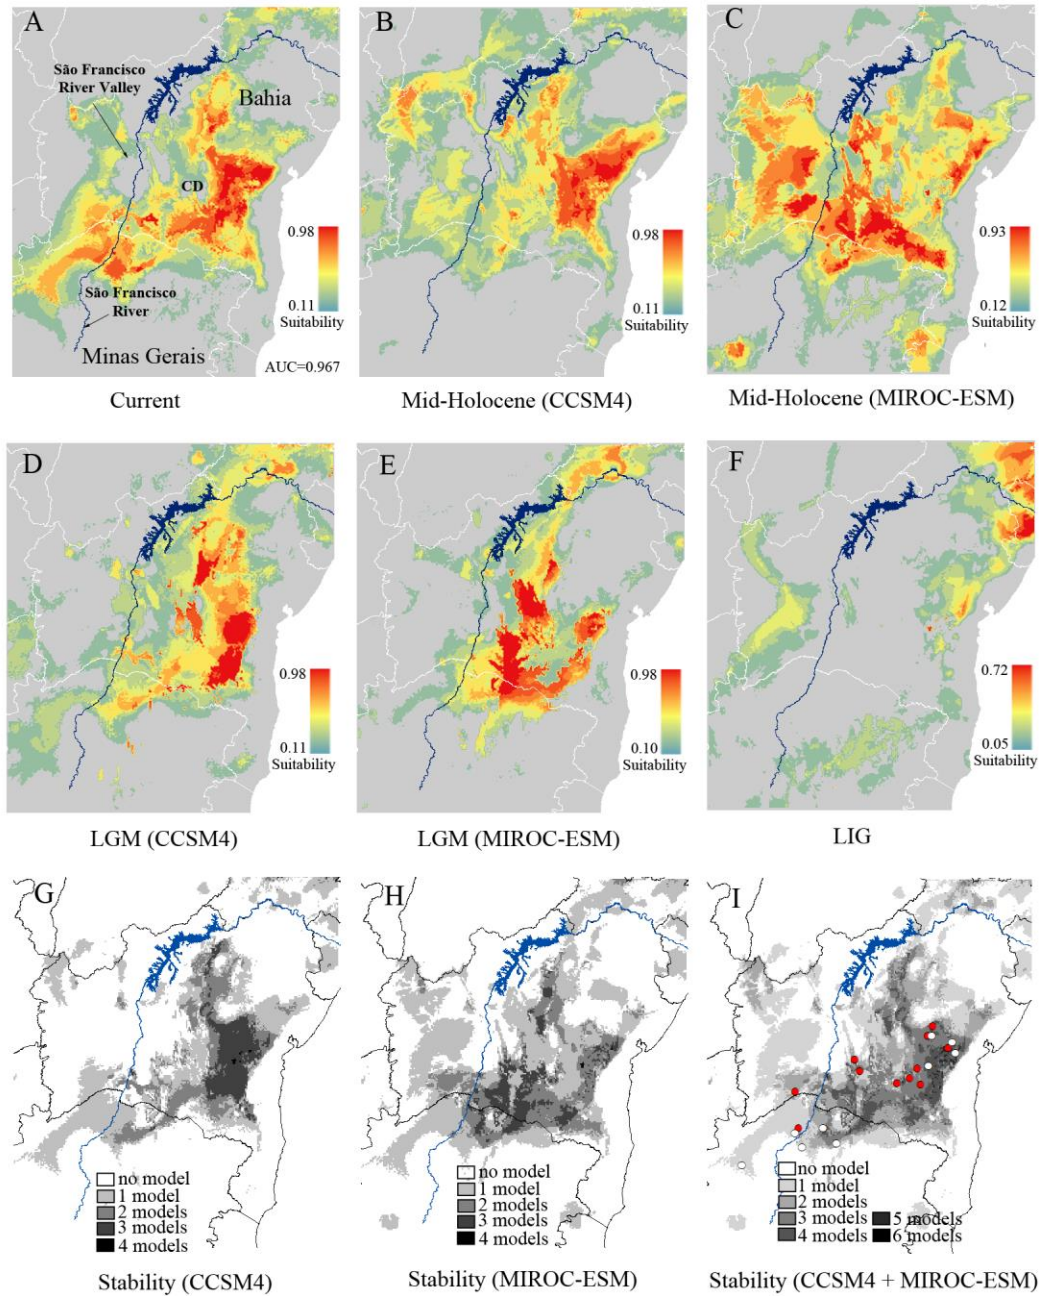 A
São Francisco
River Valley
Bahia
CD
0.98
São Francisco
River
0.11
Suitability
Minas Gerais
AUC=0.967
Current
B
0.98
0.11
Suitability
Mid-Holocene (CCSM4)
C
0.93
0.12
Suitability
Mid-Holocene (MIROC-ESM)
D
0.98
0.11
Suitability
LGM (CCSM4)
E
0.98
0.10
Suitability
LGM (MIROC-ESM)
F
0.72
0.05
Suitability
LIG
G
no model
1 model
2 models
3 models
4 models
Stability (CCSM4)
H
no model
1 model
2 models
3 models
4 models
Stability (MIROC-ESM)
I
no model
1 model
2 models
3 models
4 models
5 models
6 models
Stability (CCSM4 + MIROC-ESM)